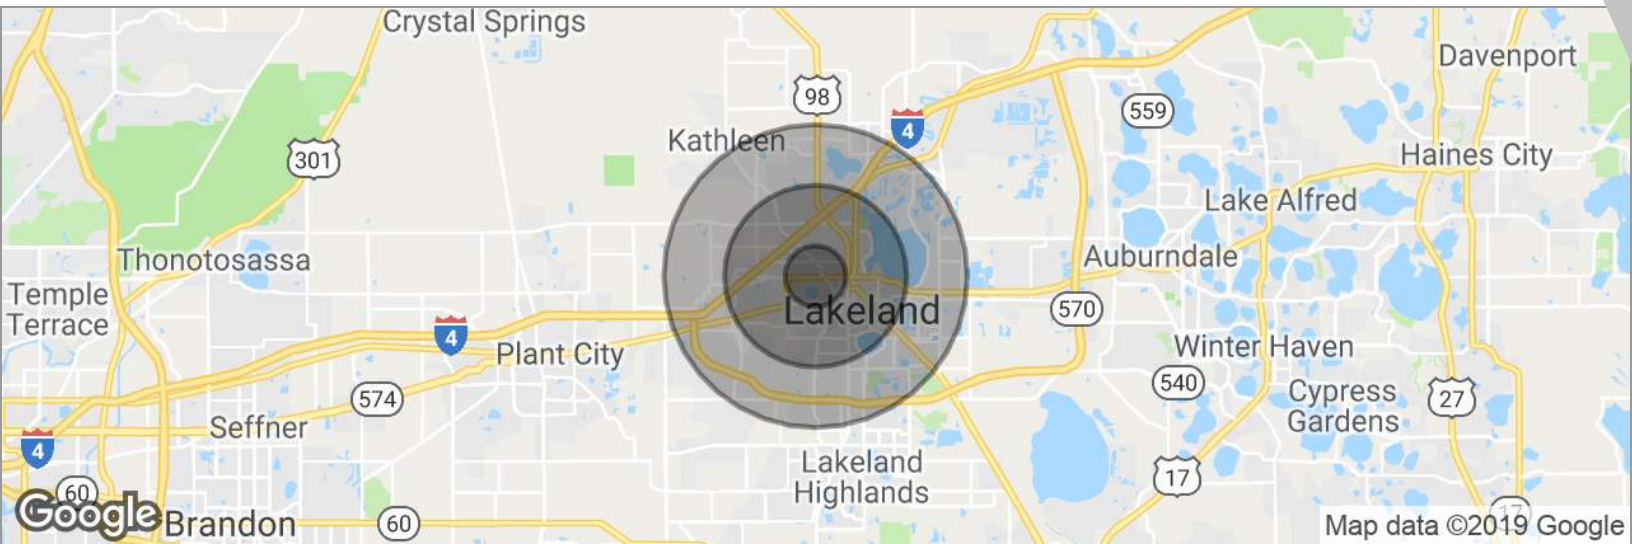 Crystal Springs
Davenport
98
559
4
Kathleen
301
Haines City
Lake Alfred
Auburndale
Thonotosassa
Temple
Terrace
570
Lakeland
4
Plant City
Winter Haven
540
574
Cypress
Gardens
27
Seffner
4
Lakeland
Highlands
17
60
Google
Brandon
60
17
Map data ©2019 Google